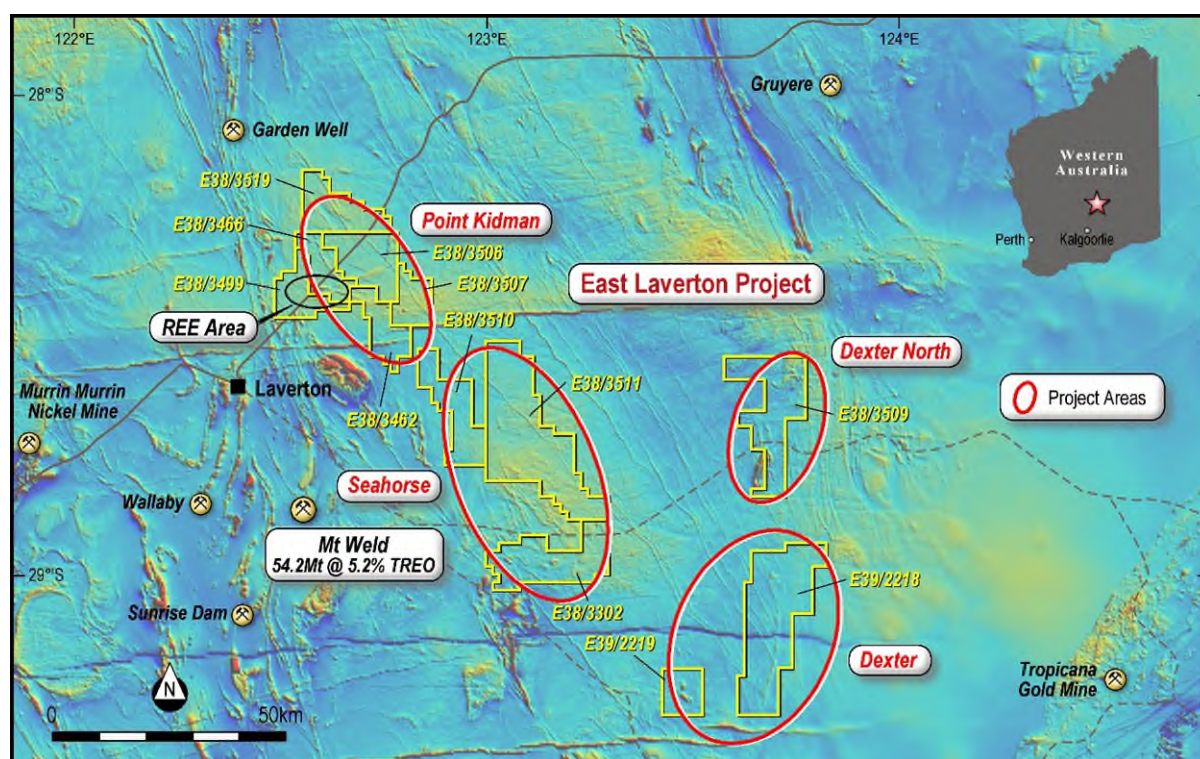 122°E
123°E
124°E
28°S
Garden Well
Gruyere
Western
Australia
Perth
Kalgoorlie
E38/3519
E38/3466
Point Kidman
E38/3506
E38/3499
E38/3507
East Laverton Project
REE Area
E38/3510
Dexter North
Murrin Murrin
Nickel Mine
Laverton
E38/3511
Project Areas
E38/3462
E38/3509
Seahorse
Wallaby
Mt Weld
54.2Mt @ 5.2% TREO
29°S
E39/2218
Sunrise Dam
E38/3302
E39/2219
Dexter
Tropicana
Gold Mine
N
0
50km